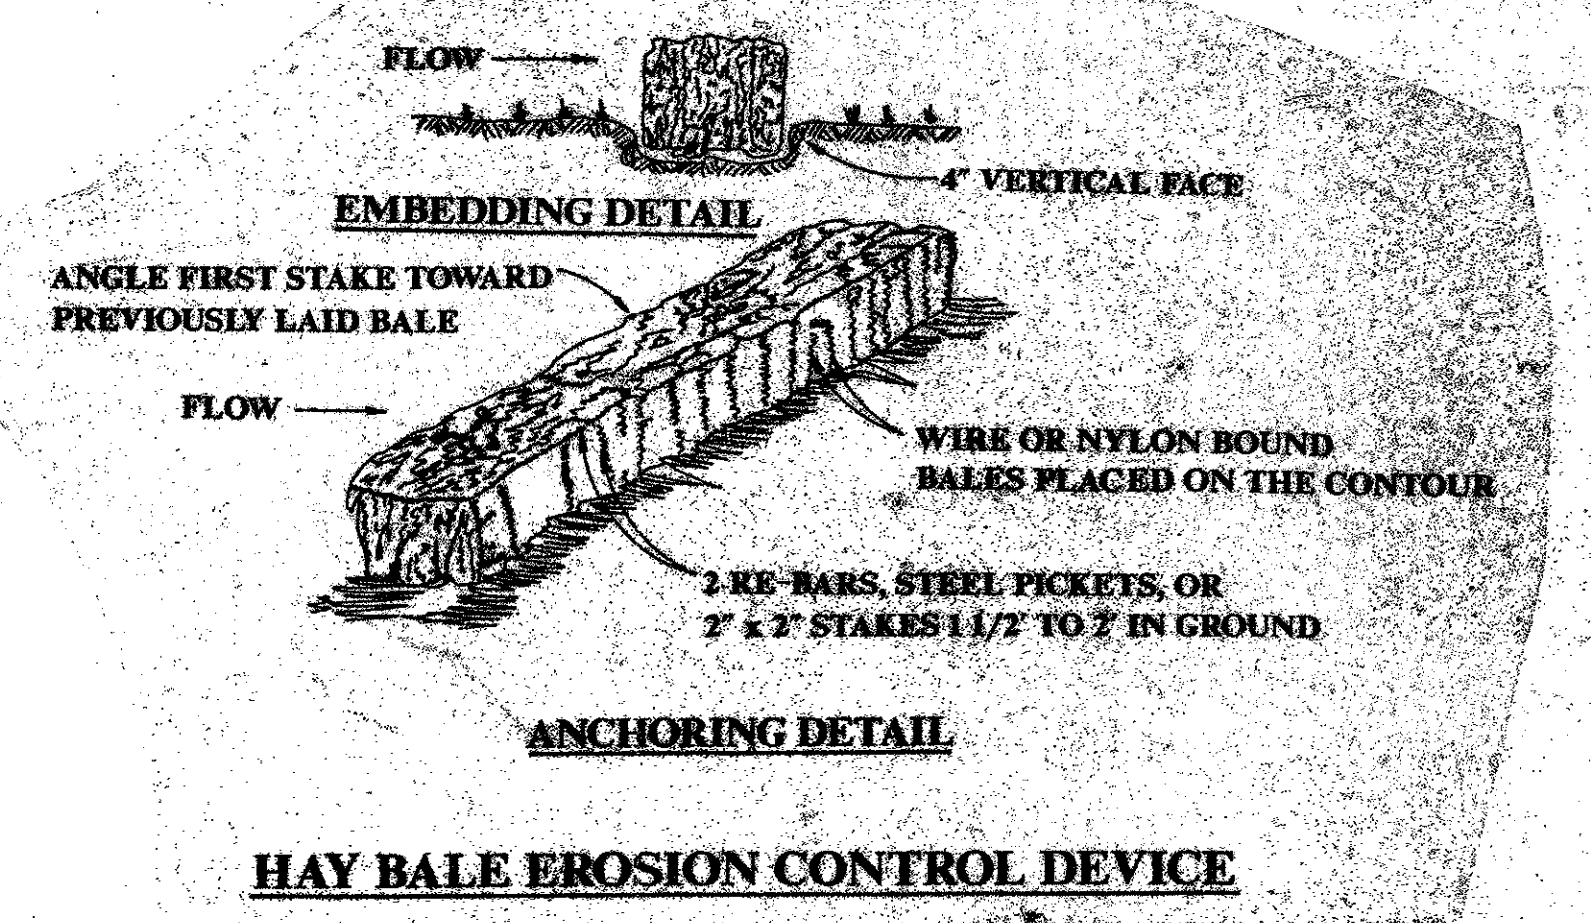 FLOW
4" VERTICAL FACE
EMBEDDING DETAIL
ANGLE FIRST STAKE TOWARD
PREVIOUSLY LAID BALE
FLOW
WIRE OR NYLON BOUND
BALES PLACED ON THE CONTOUR
2 RE-BARS, STEEL PICKETS, OR
2" x 2" STAKES 1 1/2' TO 2' IN GROUND
ANCHORING DETAIL
HAY BALE EROSION CONTROL DEVICE